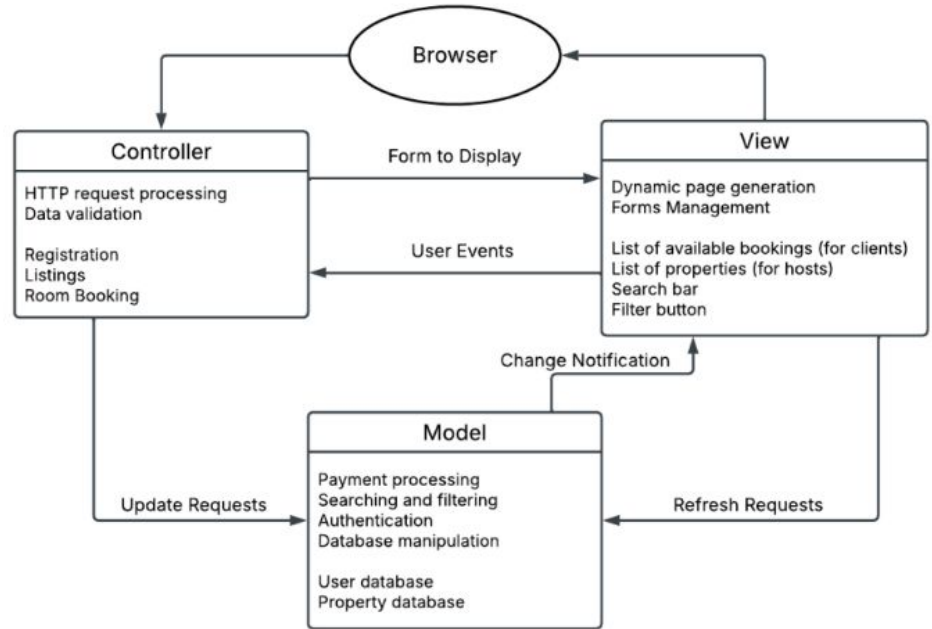 Browser
Controller
HTTP request processing
Data validation
Registration
Listings
Room Booking
Form to Display
User Events
View
Dynamic page generation
Forms Management
List of available bookings (for clients)
List of properties (for hosts)
Search bar
Filter button
Change Notification
Model
Payment processing
Searching and filtering
Authentication
Database manipulation
User database
Property database
Update Requests
Refresh Requests